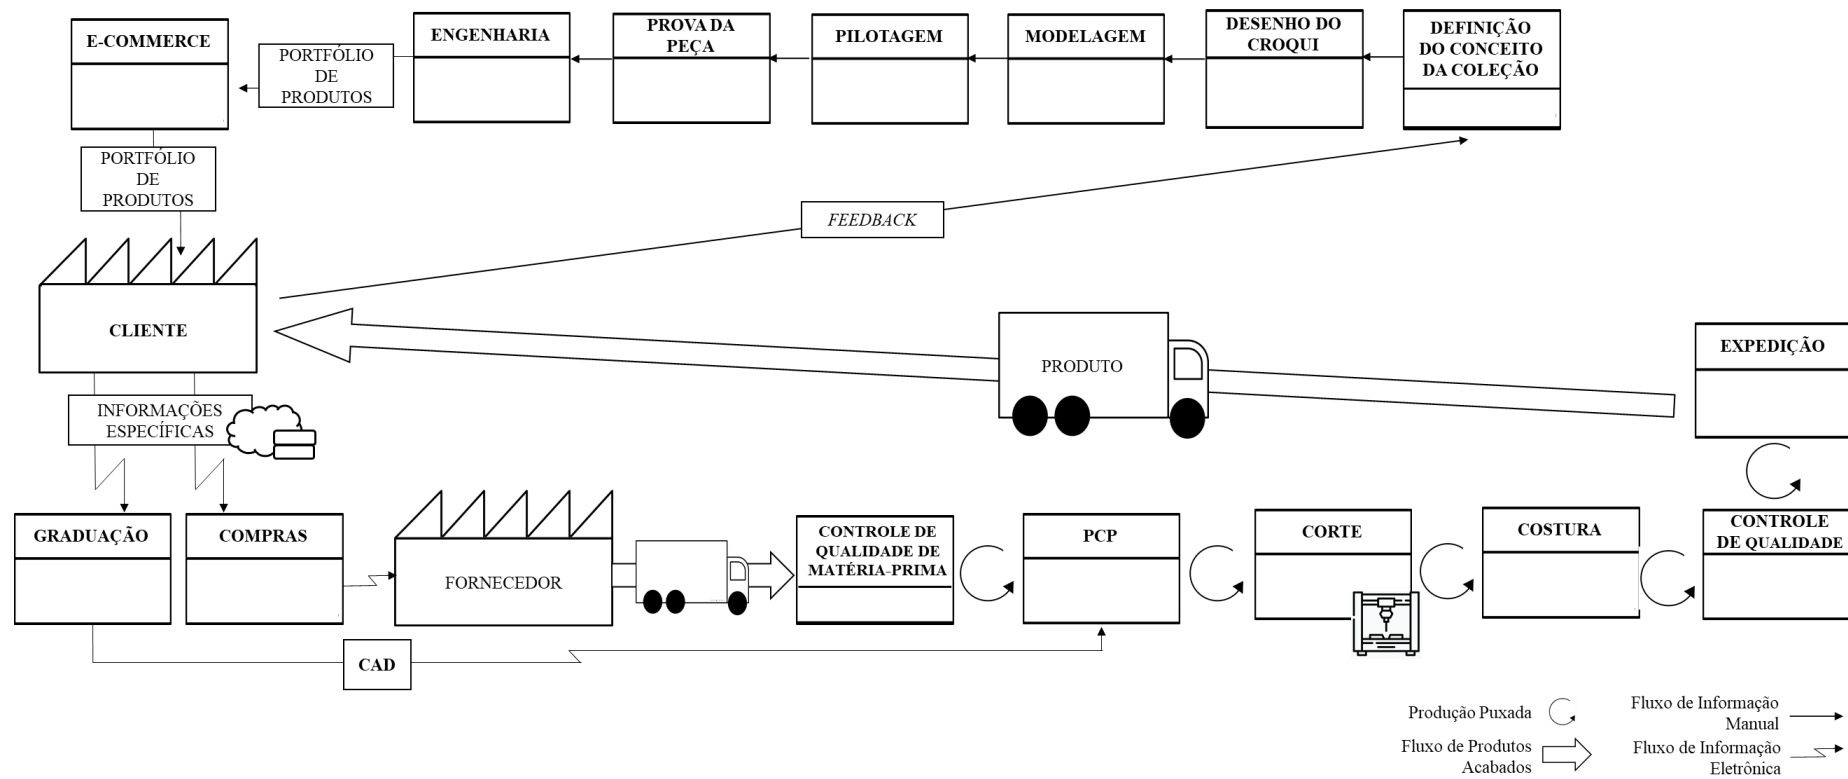 E-COMMERCE
PORTFÓLIO
DE
PRODUTOS
ENGENHARIA
PROVA DA
PEÇA
PILOTAGEM
MODELAGEM
DESENHO DO
CROQUI
DEFINIÇÃO
DO CONCEITO
DA COLEÇÃO
PORTFÓLIO
DE
PRODUTOS
FEEDBACK
CLIENTE
PRODUTO
EXPEDIÇÃO
INFORMAÇÕES
ESPECÍFICAS
GRADUAÇÃO
COMPRAS
FORNECEDOR
CONTROLE DE
QUALIDADE DE
MATÉRIA-PRIMA
PCP
CORTE
COSTURA
CONTROLE
DE QUALIDADE
CAD
Produção Puxada
Fluxo de Informação
Manual
Fluxo de Produtos
Acabados
Fluxo de Informação
Eletrônica